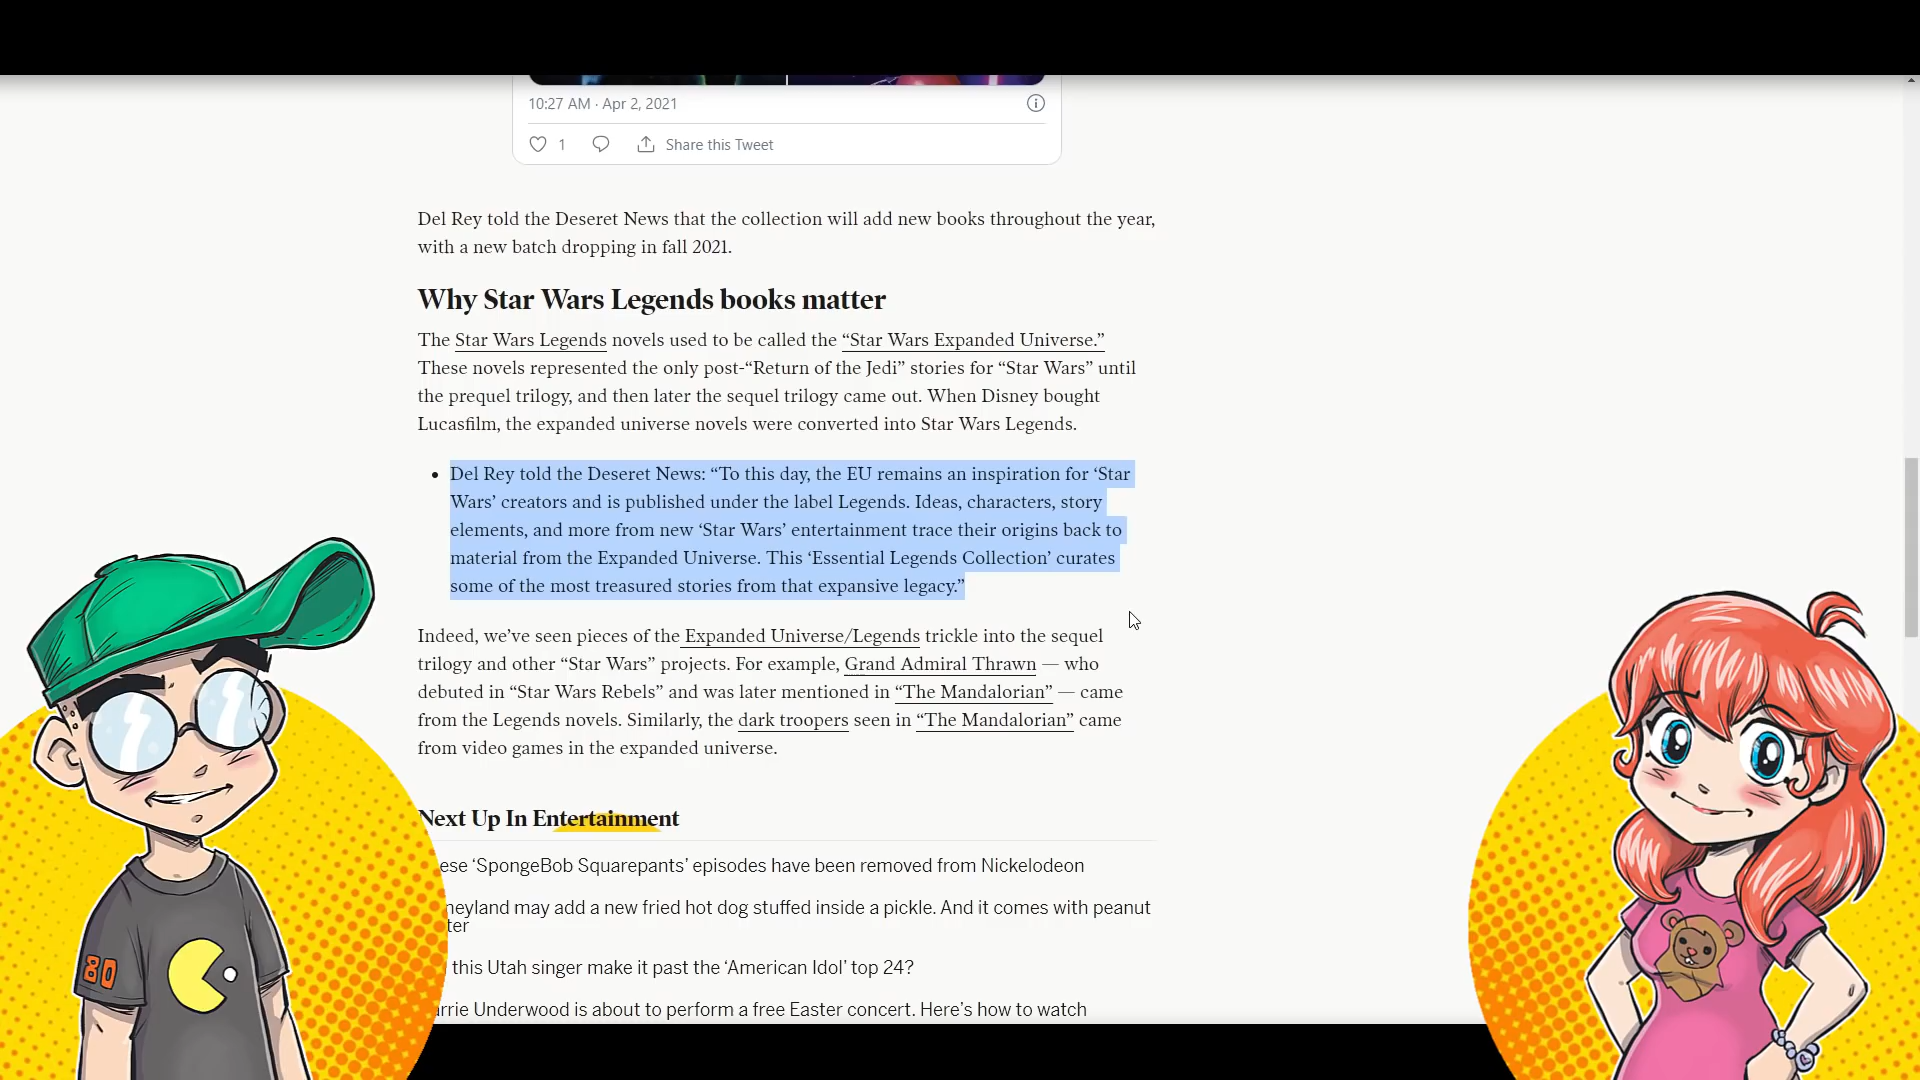 10:27 AM · Apr 2, 2021
1
Share this Tweet
Del Rey told the Deseret News that the collection will add new books throughout the year,
with a new batch dropping in fall 2021.
Why Star Wars Legends books matter
The Star Wars Legends novels used to be called the “Star Wars Expanded Universe.”
These novels represented the only post-“Return of the Jedi” stories for “Star Wars” until
the prequel trilogy, and then later the sequel trilogy came out. When Disney bought
Lucasfilm, the expanded universe novels were converted into Star Wars Legends.
• Del Rey told the Deseret News: “To this day, the EU remains an inspiration for ‘Star
Wars’ creators and is published under the label Legends. Ideas, characters, story
elements, and more from new ‘Star Wars’ entertainment trace their origins back to
material from the Expanded Universe. This ‘Essential Legends Collection’ curates
some of the most treasured stories from that expansive legacy.”
Indeed, we’ve seen pieces of the Expanded Universe/Legends trickle into the sequel
trilogy and other “Star Wars” projects. For example, Grand Admiral Thrawn — who
debuted in “Star Wars Rebels” and was later mentioned in “The Mandalorian” — came
from the Legends novels. Similarly, the dark troopers seen in “The Mandalorian” came
from video games in the expanded universe.
Next Up In Entertainment
ese ‘SpongeBob Squarepants’ episodes have been removed from Nickelodeon
neyland may add a new fried hot dog stuffed inside a pickle. And it comes with peanut
ter
this Utah singer make it past the ‘American Idol’ top 24?
arrie Underwood is about to perform a free Easter concert. Here’s how to watch
80